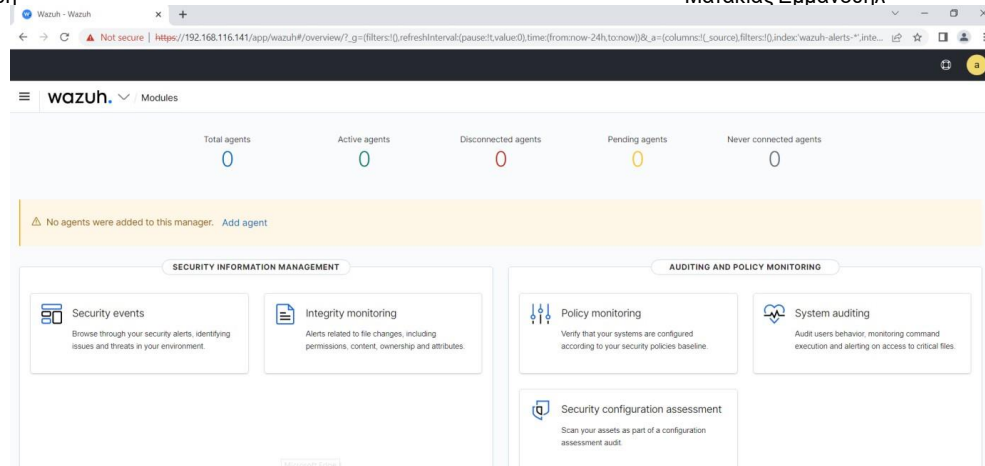 Wazuh - Wazuh
Not secure | https://192.168.116.141/app/wazuh#/overview/?_g=(filters:!(),refreshInterval:(pause:!t,value:0),time:(from:now-24h,to:now))&_a=(columns:!(_source),filters:!(),index:'wazuh-alerts-*',inte...
a
wazuh. / Modules
Total agents
0
Active agents
0
Disconnected agents
0
Pending agents
0
Never connected agents
0
No agents were added to this manager. Add agent
SECURITY INFORMATION MANAGEMENT
Security events
Browse through your security alerts, identifying
issues and threats in your environment.
Integrity monitoring
Alerts related to file changes, including
permissions, content, ownership and attributes.
AUDITING AND POLICY MONITORING
Policy monitoring
Verify that your systems are configured
according to your security policies baseline.
System auditing
Audit users behavior, monitoring command
execution and alerting on access to critical files.
Security configuration assessment
Scan your assets as part of a configuration
assessment audit.